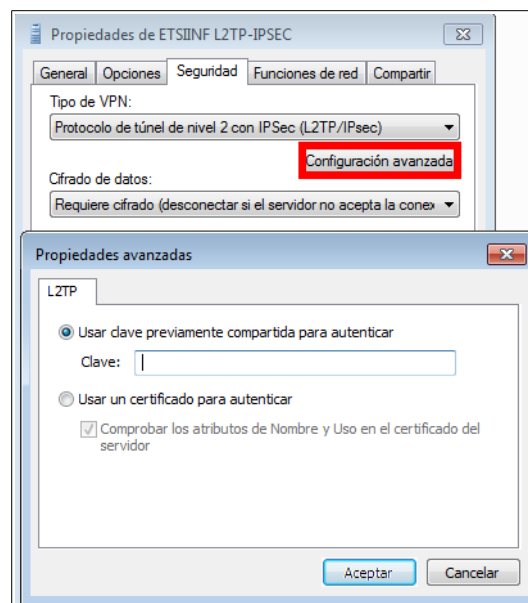 Propiedades de ETSIINF L2TP-IPSEC
General Opciones Seguridad Funciones de red Compartir
Tipo de VPN:
Protocolo de túnel de nivel 2 con IPSec (L2TP/IPsec)
Configuración avanzada
Cifrado de datos:
Requiere cifrado (desconectar si el servidor no acepta la conex
Propiedades avanzadas
L2TP
Usar clave previamente compartida para autenticar
Clave:
Usar un certificado para autenticar
Comprobar los atributos de Nombre y Uso en el certificado del
servidor
Aceptar Cancelar